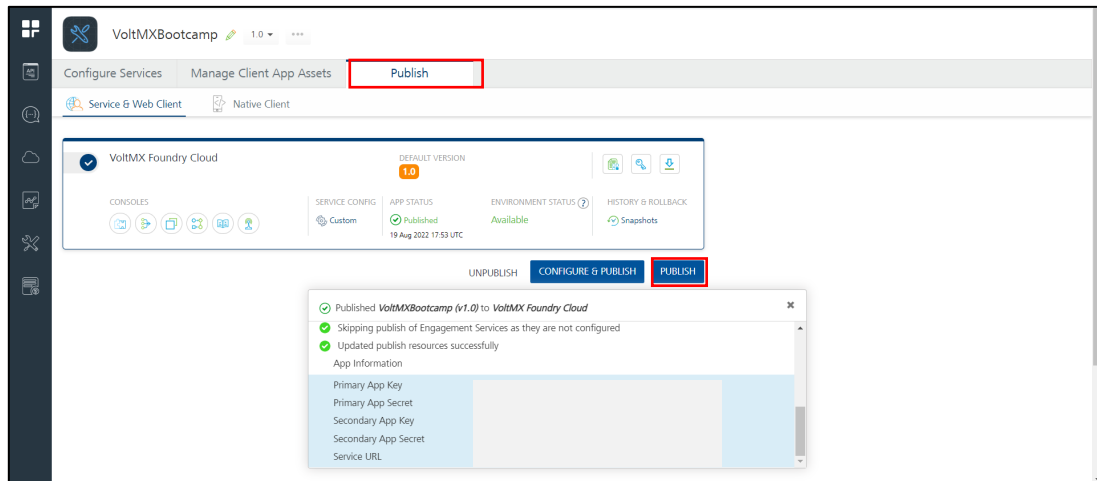 VoltMXBootcamp 1.0
Configure Services Manage Client App Assets Publish
Service & Web Client Native Client
VoltMX Foundry Cloud
DEFAULT VERSION
1.0
CONSOLES
SERVICE CONFIG
Custom
APP STATUS
Published
19 Aug 2022 17:53 UTC
ENVIRONMENT STATUS ?
Available
HISTORY & ROLLBACK
Snapshots
UNPUBLISH CONFIGURE & PUBLISH PUBLISH
Published VoltMXBootcamp (v1.0) to VoltMX Foundry Cloud
Skipping publish of Engagement Services as they are not configured
Updated publish resources successfully
App Information
Primary App Key
Primary App Secret
Secondary App Key
Secondary App Secret
Service URL